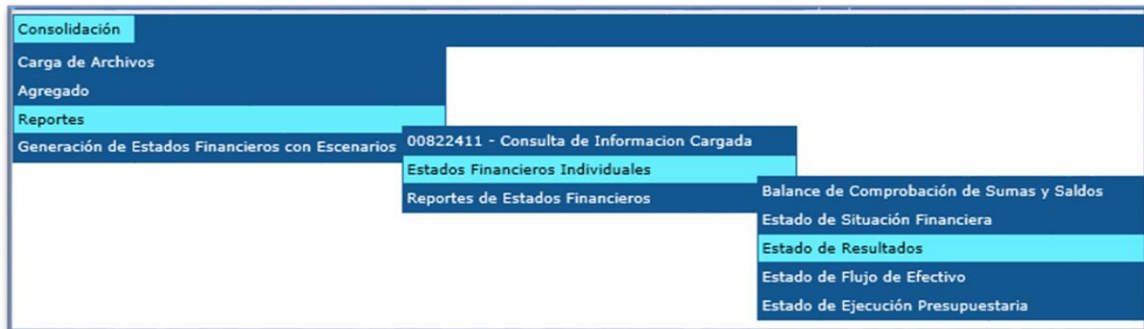 Consolidación
Carga de Archivos
Agregado
Reportes
Generación de Estados Financieros con Escenarios
00822411 - Consulta de Informacion Cargada
Estados Financieros Individuales
Reportes de Estados Financieros
Balance de Comprobación de Sumas y Saldos
Estado de Situación Financiera
Estado de Resultados
Estado de Flujo de Efectivo
Estado de Ejecución Presupuestaria